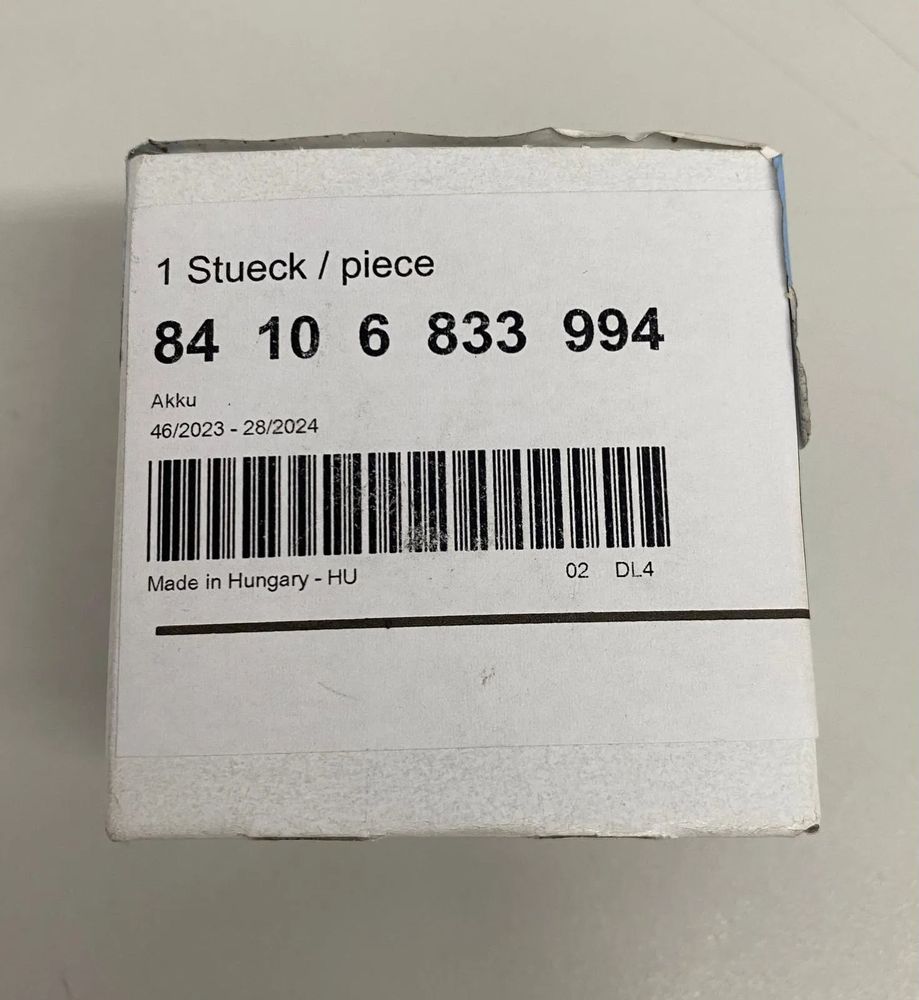 1 Stueck / piece
84 10 6 833 994
Akku
46/2023 - 28/2024
Made in Hungary - HU 02 DL4